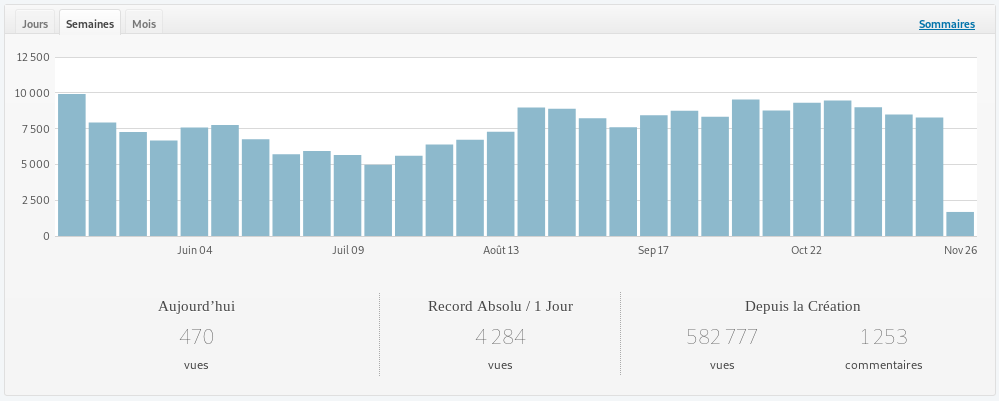 Jours Semaines Mois Sommaires
12 500
10 000
7 500
5 000
2 500
0
Juin 04 Juil 09 Août 13 Sep 17 Oct 22 Nov 26
Aujourd’hui Record Absolu / 1 Jour Depuis la Création
470 4 284 582 777 1 253
vues vues vues commentaires